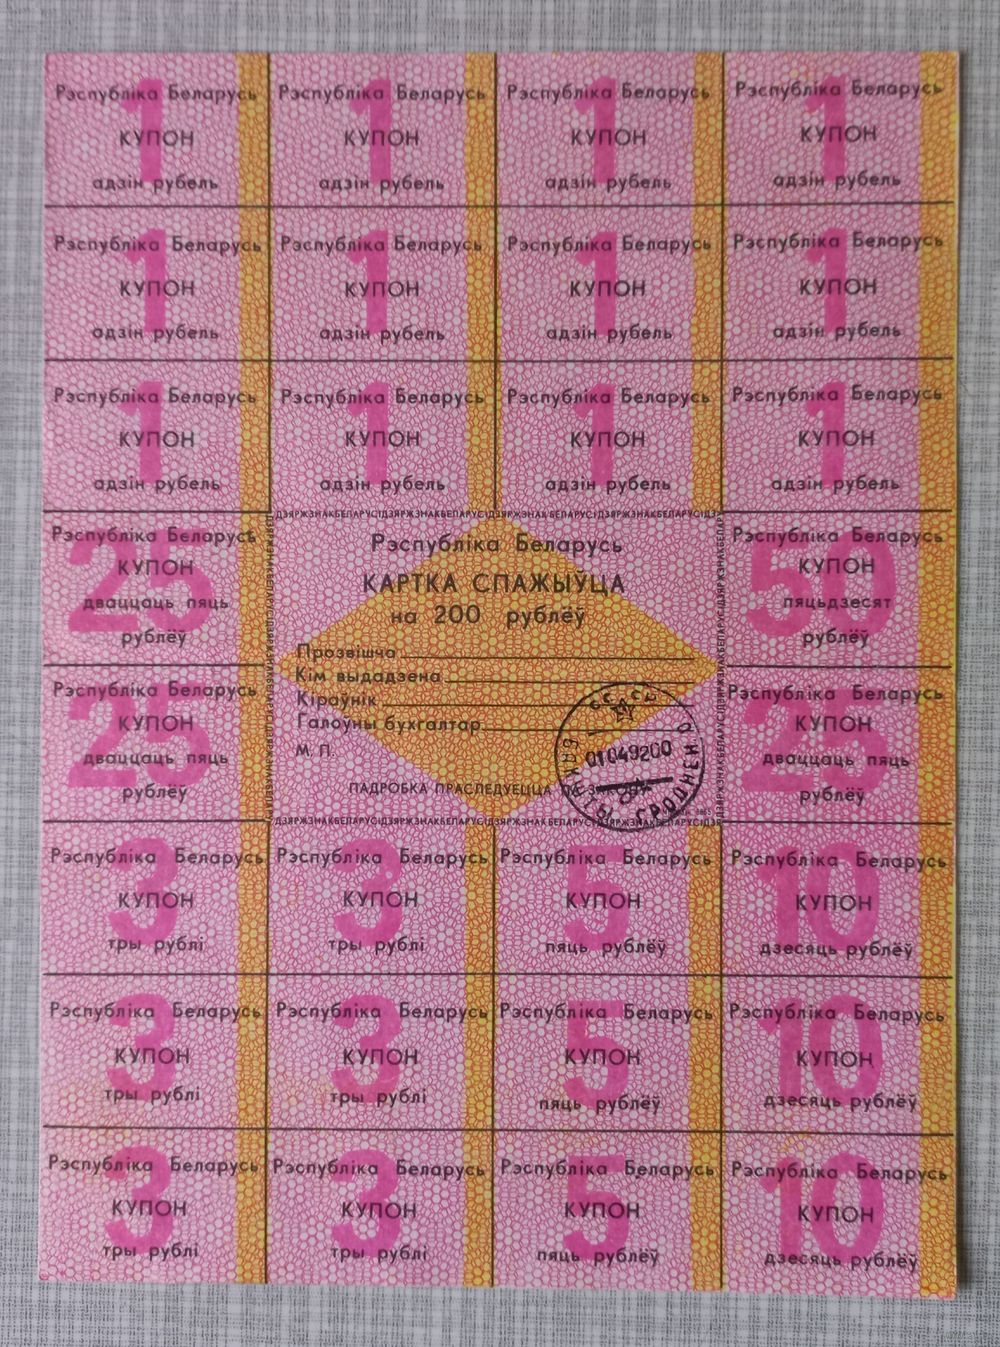 Рэспубліка Беларусь Рэспубліка Беларусь Рэспубліка Беларусь Рэспубліка Беларусь
1 1 1 1
КУПОН КУПОН КУПОН КУПОН
адзін рубель адзін рубель адзін рубель адзін рубель
Рэспубліка Беларусь Рэспубліка Беларусь Рэспубліка Беларусь Рэспубліка Беларусь
1 1 1 1
КУПОН КУПОН КУПОН КУПОН
адзін рубель адзін рубель адзін рубель адзін рубель
Рэспубліка Беларусь Рэспубліка Беларусь Рэспубліка Беларусь Рэспубліка Беларусь
1 1 1 1
КУПОН КУПОН КУПОН КУПОН
адзін рубель адзін рубель адзін рубель адзін рубель
Рэспубліка Беларусь
25
КУПОН
дваццаць пяць
рублёў
Рэспубліка Беларусь
КАРТКА СПАЖЫЎЦА
на 200 рублёў
Прозвішча
Кім выдадзена
Кіраўнік
Галоўны бухгалтар
М. П.
ПАДРОБКА ПРАСЛЕДУЕЦЦА
01049200
Рэспубліка Беларусь
50
КУПОН
пяцьдзесят
рублёў
Рэспубліка Беларусь
25
КУПОН
дваццаць пяць
рублёў
Рэспубліка Беларусь
25
КУПОН
дваццаць пяць
рублёў
Рэспубліка Беларусь Рэспубліка Беларусь Рэспубліка Беларусь Рэспубліка Беларусь
3 3 5 10
КУПОН КУПОН КУПОН КУПОН
тры рублі тры рублі пяць рублёў дзесяць рублёў
Рэспубліка Беларусь Рэспубліка Беларусь Рэспубліка Беларусь Рэспубліка Беларусь
3 3 5 10
КУПОН КУПОН КУПОН КУПОН
тры рублі тры рублі пяць рублёў дзесяць рублёў
Рэспубліка Беларусь Рэспубліка Беларусь Рэспубліка Беларусь Рэспубліка Беларусь
3 3 5 10
КУПОН КУПОН КУПОН КУПОН
тры рублі тры рублі пяць рублёў дзесяць рублёў